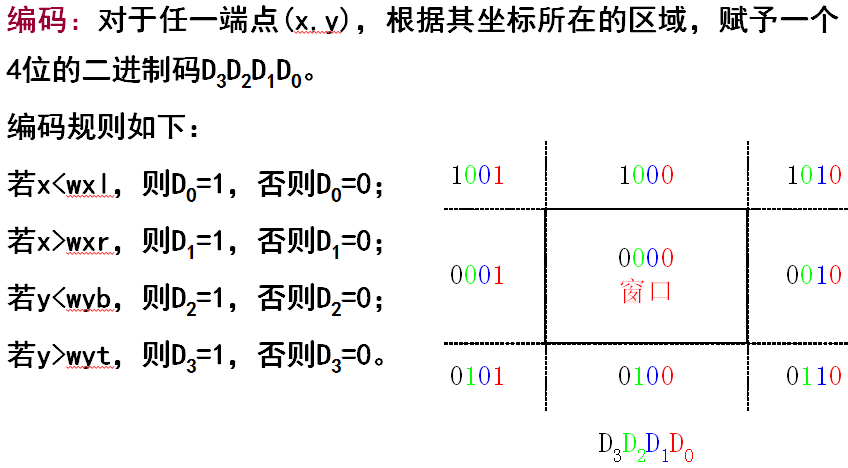 编码：对于任一端点(x,y)，根据其坐标所在的区域，赋予一个
4位的二进制码D₃D₂D₁D₀。
编码规则如下：
若x<wxl，则D₀=1，否则D₀=0；
若x>wxr，则D₁=1，否则D₁=0；
若y<wyb，则D₂=1，否则D₂=0；
若y>wyt，则D₃=1，否则D₃=0。
1001 1000 1010
0001 0000 0010
窗口
0101 0100 0110
D₃D₂D₁D₀